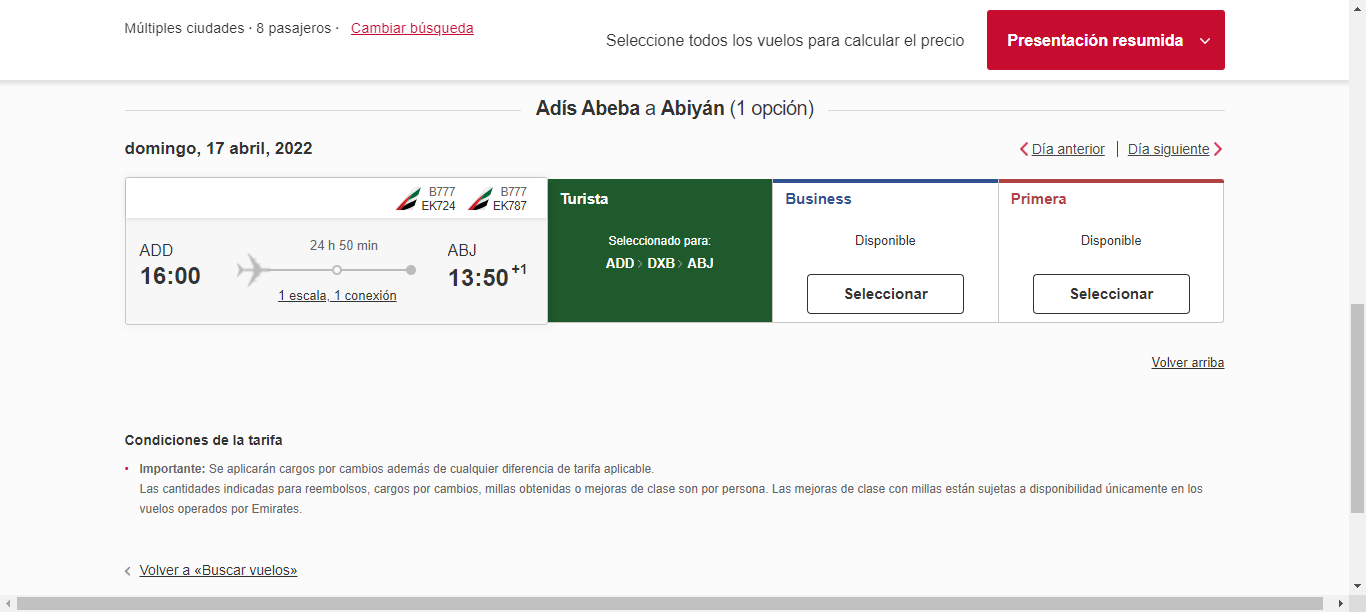 Múltiples ciudades · 8 pasajeros · Cambiar búsqueda
Seleccione todos los vuelos para calcular el precio
Presentación resumida
Adís Abeba a Abiyán (1 opción)
domingo, 17 abril, 2022
Día anterior | Día siguiente
B777 B777
EK724 EK787
ADD
16:00
24 h 50 min
1 escala, 1 conexión
ABJ
13:50+1
Turista
Seleccionado para:
ADD > DXB > ABJ
Business
Disponible
Seleccionar
Primera
Disponible
Seleccionar
Volver arriba
Condiciones de la tarifa
• Importante: Se aplicarán cargos por cambios además de cualquier diferencia de tarifa aplicable.
Las cantidades indicadas para reembolsos, cargos por cambios, millas obtenidas o mejoras de clase son por persona. Las mejoras de clase con millas están sujetas a disponibilidad únicamente en los
vuelos operados por Emirates.
Volver a «Buscar vuelos»